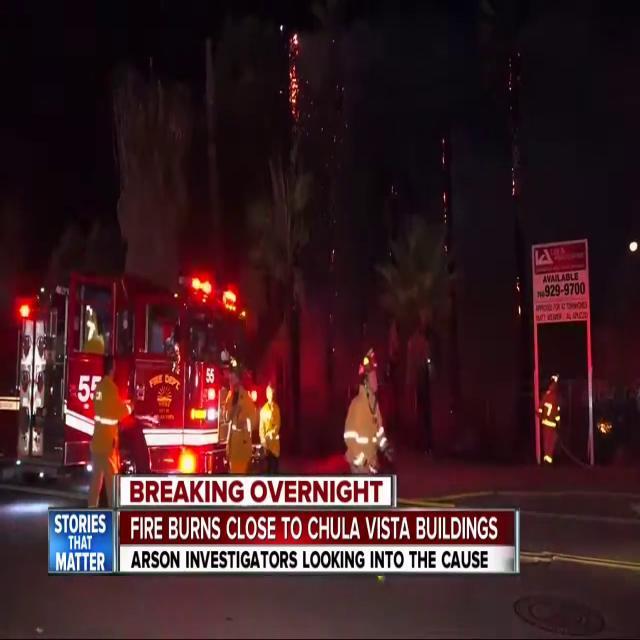 AVAILABLE
929-9700
55
FIRE DEPT.
55
BREAKING OVERNIGHT
STORIES
THAT
MATTER
FIRE BURNS CLOSE TO CHULA VISTA BUILDINGS
ARSON INVESTIGATORS LOOKING INTO THE CAUSE